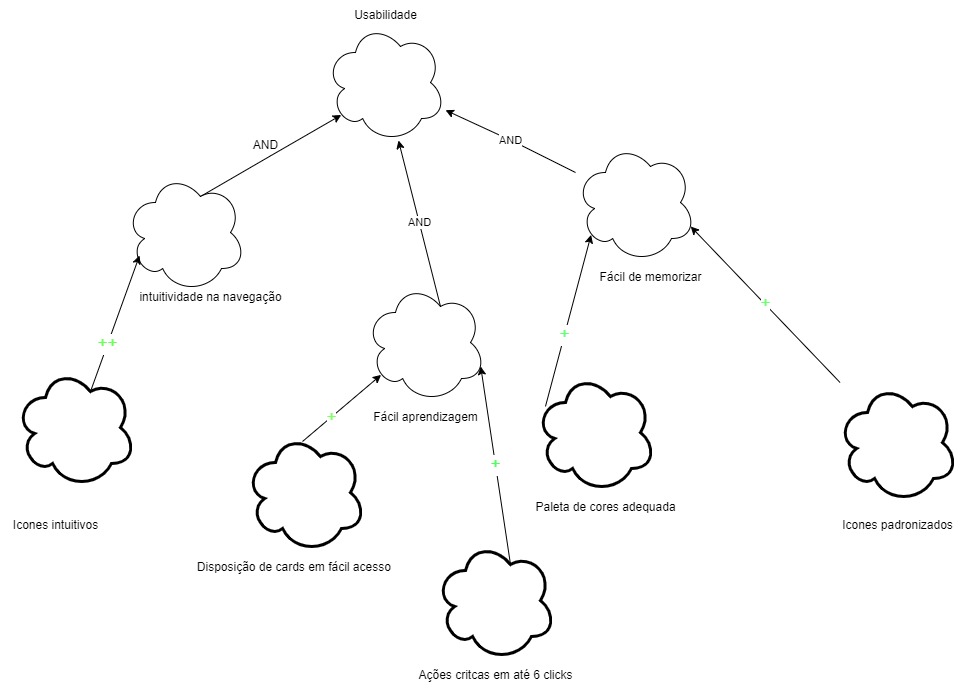 Usabilidade
AND
AND
AND
Fácil de memorizar
intuitividade na navegação
+
+
++
Fácil aprendizagem
+
+
Paleta de cores adequada
Icones intuitivos
Icones padronizados
Disposição de cards em fácil acesso
Ações critcas em até 6 clicks